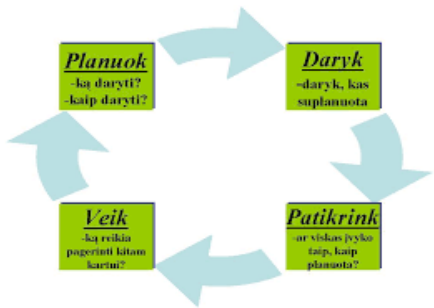 Planuok
-ką daryti?
-kaip daryti?
Daryk
-daryk, kas
suplanuota
Patikrink
-ar viskas įvyko
taip, kaip
planuota?
Veik
-ką reikia
pagerinti kitam
kartui?